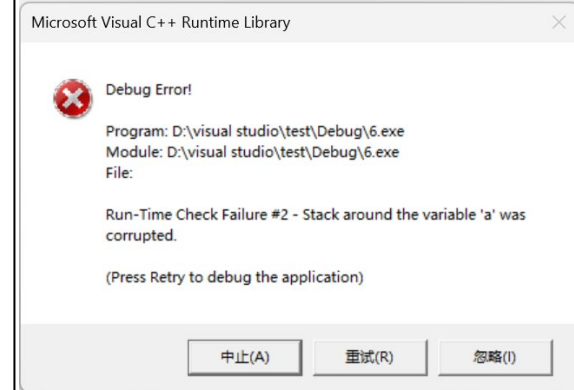 Microsoft Visual C++ Runtime Library
Debug Error!
Program: D:\visual studio\test\Debug\6.exe
Module: D:\visual studio\test\Debug\6.exe
File:
Run-Time Check Failure #2 - Stack around the variable 'a' was
corrupted.
(Press Retry to debug the application)
中止(A)
重试(R)
忽略(I)